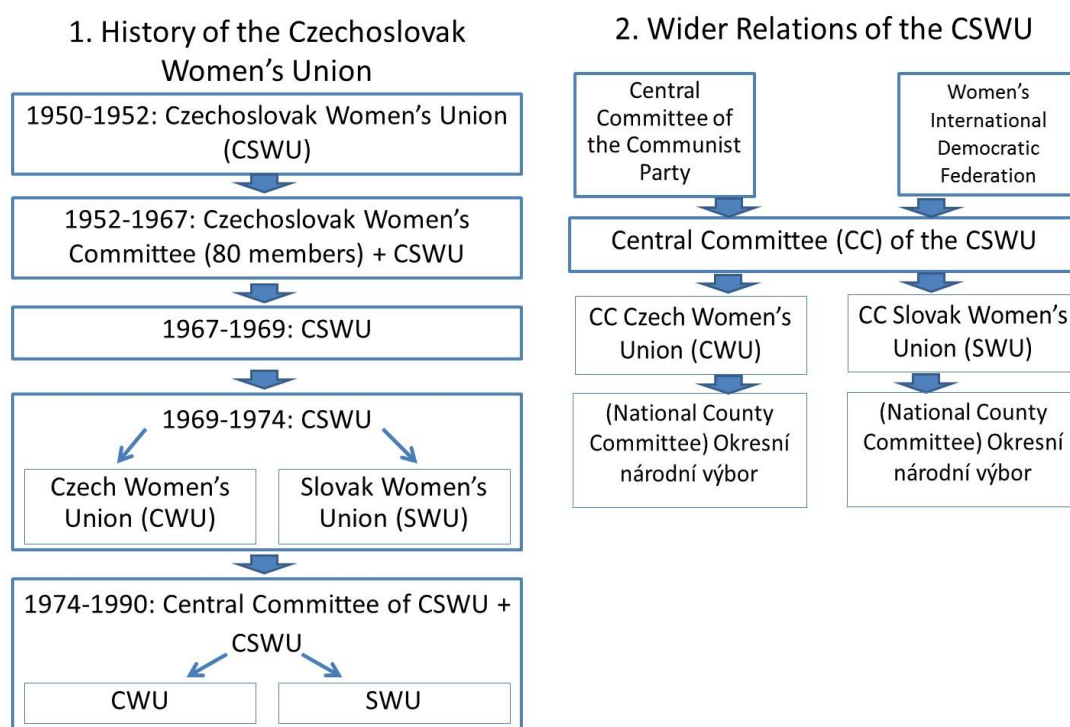 1. History of the Czechoslovak
Women's Union
1950-1952: Czechoslovak Women's Union
(CSWU)
1952-1967: Czechoslovak Women's
Committee (80 members) + CSWU
1967-1969: CSWU
1969-1974: CSWU
Czech Women's
Union (CWU)
Slovak Women's
Union (SWU)
1974-1990: Central Committee of CSWU +
CSWU
CWU
SWU
2. Wider Relations of the CSWU
Central
Committee of
the Communist
Party
Women's
International
Democratic
Federation
Central Committee (CC) of the CSWU
CC Czech Women's
Union (CWU)
CC Slovak Women's
Union (SWU)
(National County
Committee) Okresní
národní výbor
(National County
Committee) Okresní
národní výbor